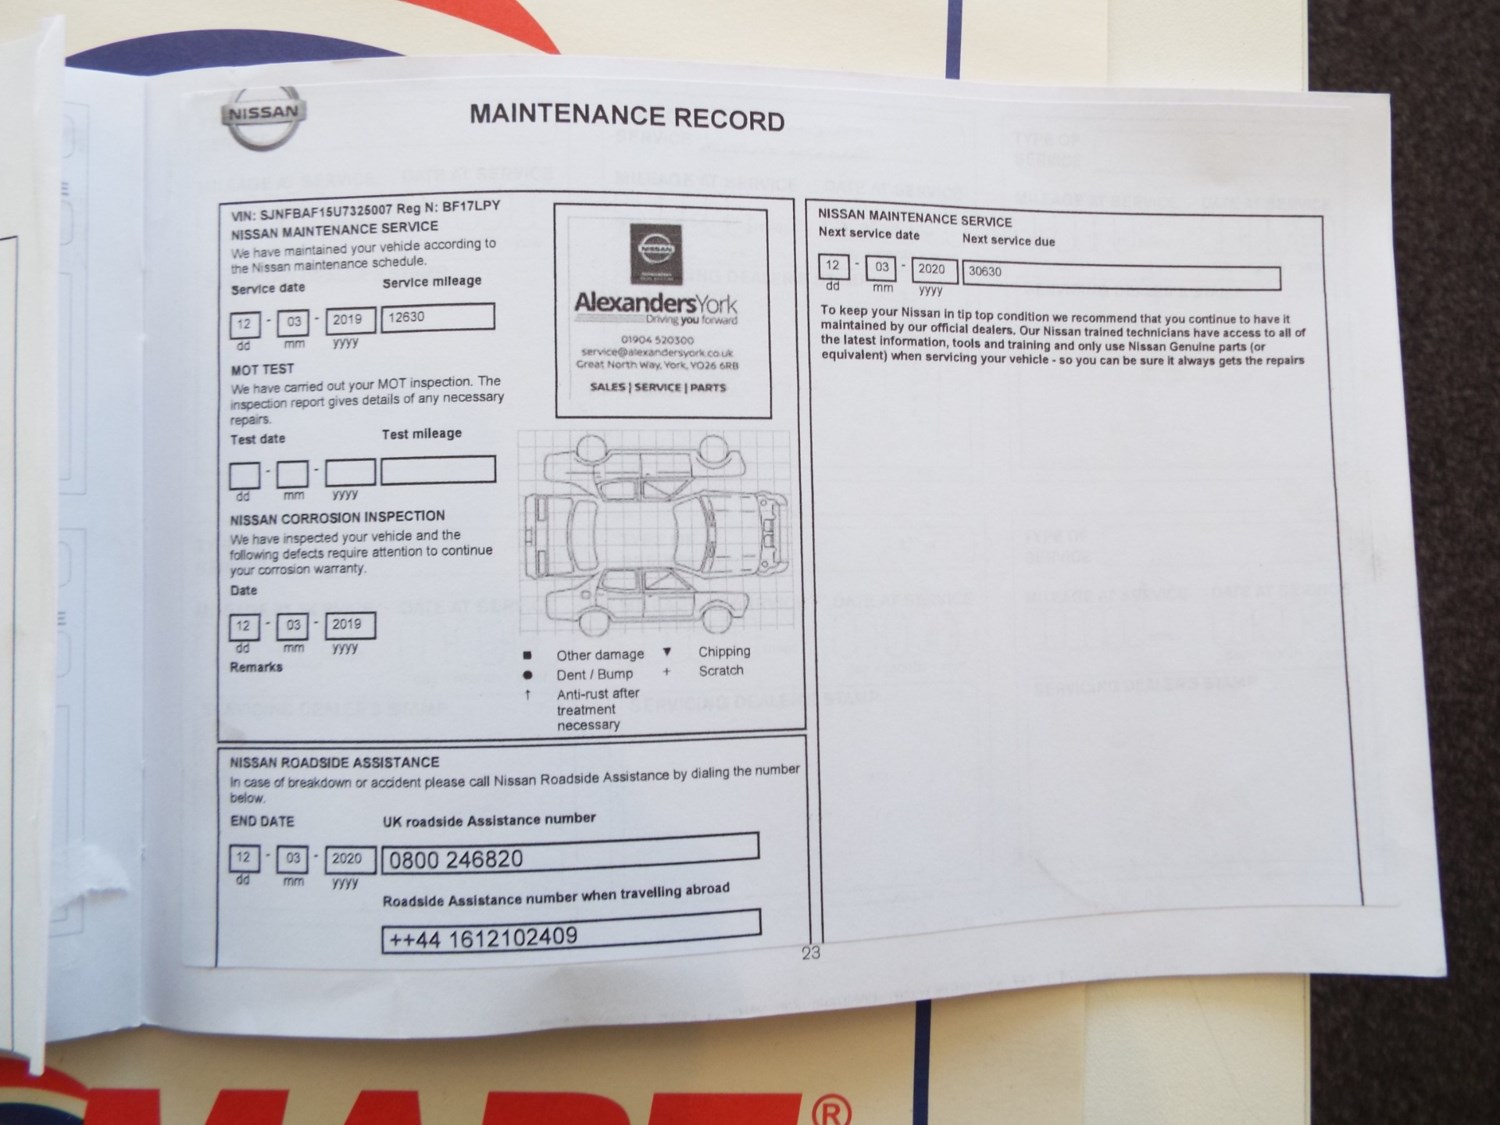 NISSAN
MAINTENANCE RECORD
VIN: SJNFBAF15U7325007 Reg N: BF17LPY
NISSAN MAINTENANCE SERVICE
We have maintained your vehicle according to
the Nissan maintenance schedule.
Service date Service mileage
12 - 03 - 2019 12630
dd mm yyyy
MOT TEST
We have carried out your MOT inspection. The
inspection report gives details of any necessary
repairs.
Test date Test mileage
- -
dd mm yyyy
NISSAN CORROSION INSPECTION
We have inspected your vehicle and the
following defects require attention to continue
your corrosion warranty.
Date
12 - 03 - 2019
dd mm yyyy
Remarks
NISSAN
AlexandersYork
Driving you forward
01904 520300
service@alexandersyork.co.uk
Great North Way, York, YO26 6RB
SALES | SERVICE | PARTS
■ Other damage ▼ Chipping
● Dent / Bump + Scratch
↑ Anti-rust after
treatment
necessary
NISSAN ROADSIDE ASSISTANCE
In case of breakdown or accident please call Nissan Roadside Assistance by dialing the number
below.
END DATE UK roadside Assistance number
12 - 03 - 2020 0800 246820
dd mm yyyy
Roadside Assistance number when travelling abroad
++44 1612102409
NISSAN MAINTENANCE SERVICE
Next service date Next service due
12 - 03 - 2020 30630
dd mm yyyy
To keep your Nissan in tip top condition we recommend that you continue to have it
maintained by our official dealers. Our Nissan trained technicians have access to all of
the latest information, tools and training and only use Nissan Genuine parts (or
equivalent) when servicing your vehicle - so you can be sure it always gets the repairs
23
®